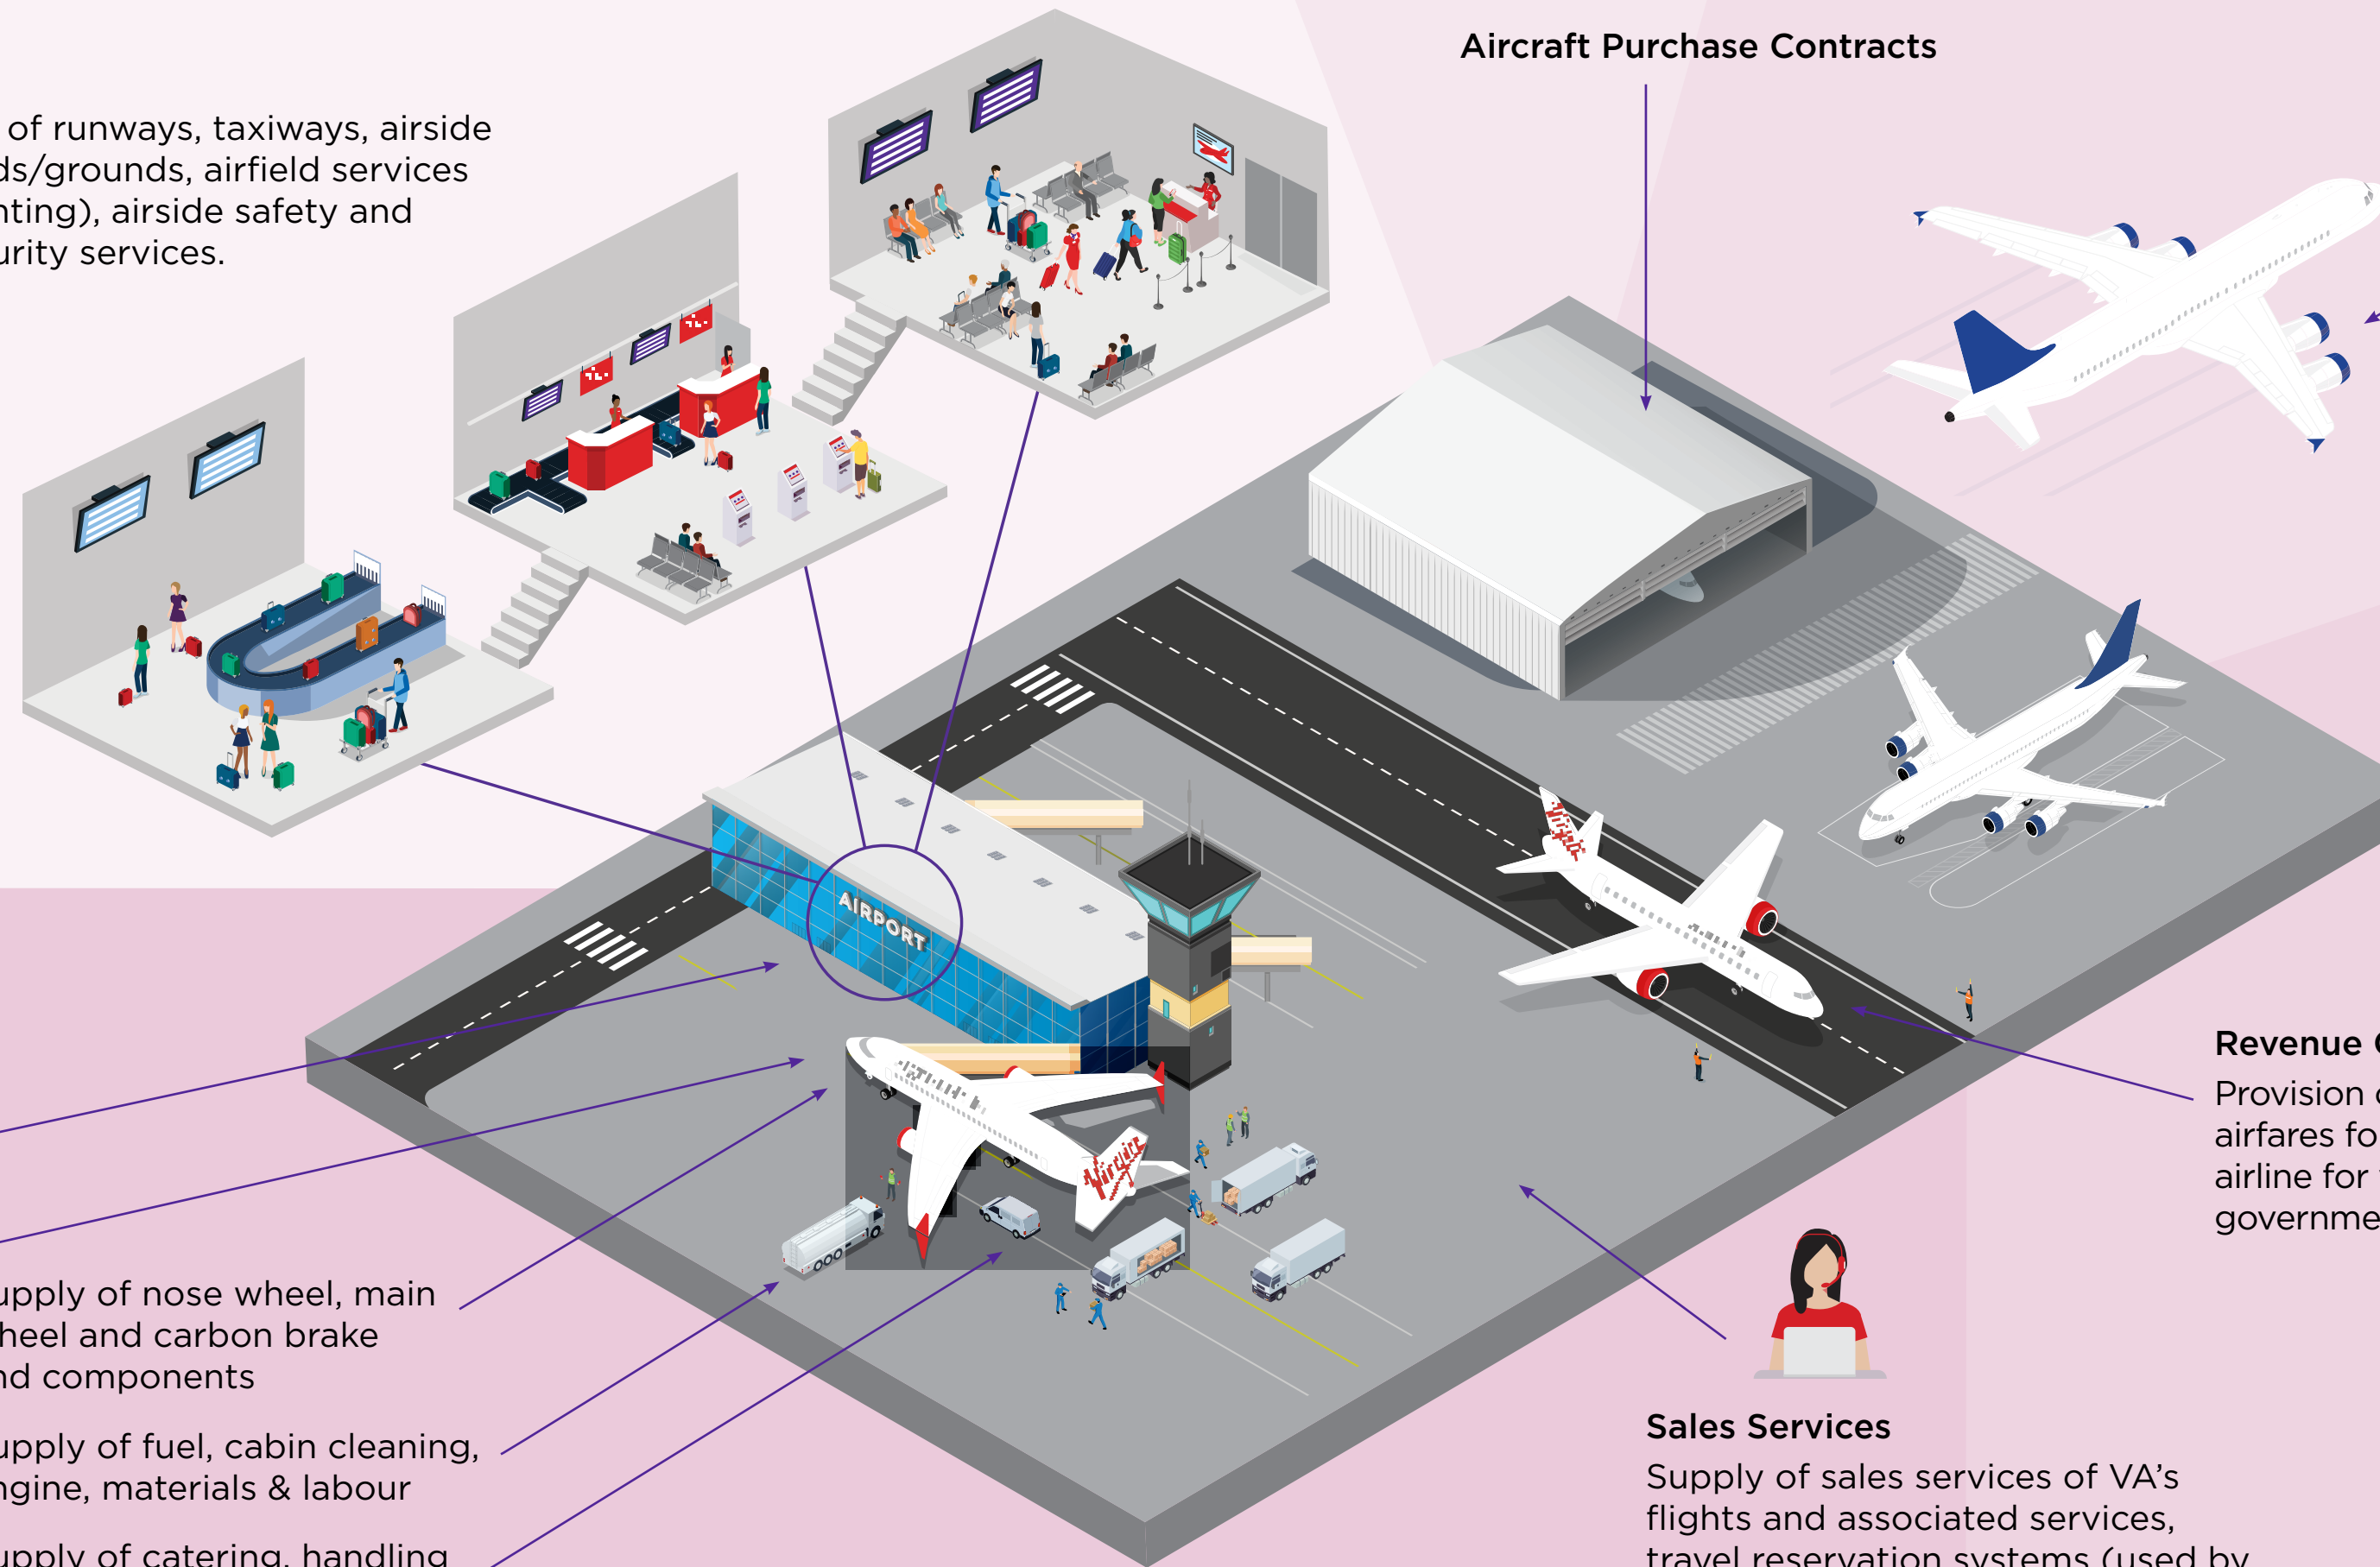 Aircraft Purchase Contracts
of runways, taxiways, airside
ds/grounds, airfield services
nting), airside safety and
urity services.
AIRPORT
Revenue
Provision
airfares fo
airline for
governme
upply of nose wheel, main
heel and carbon brake
nd components
upply of fuel, cabin cleaning,
ngine, materials & labour
upply of catering, handling
Sales Services
Supply of sales services of VA's
flights and associated services,
travel reservation systems (used by